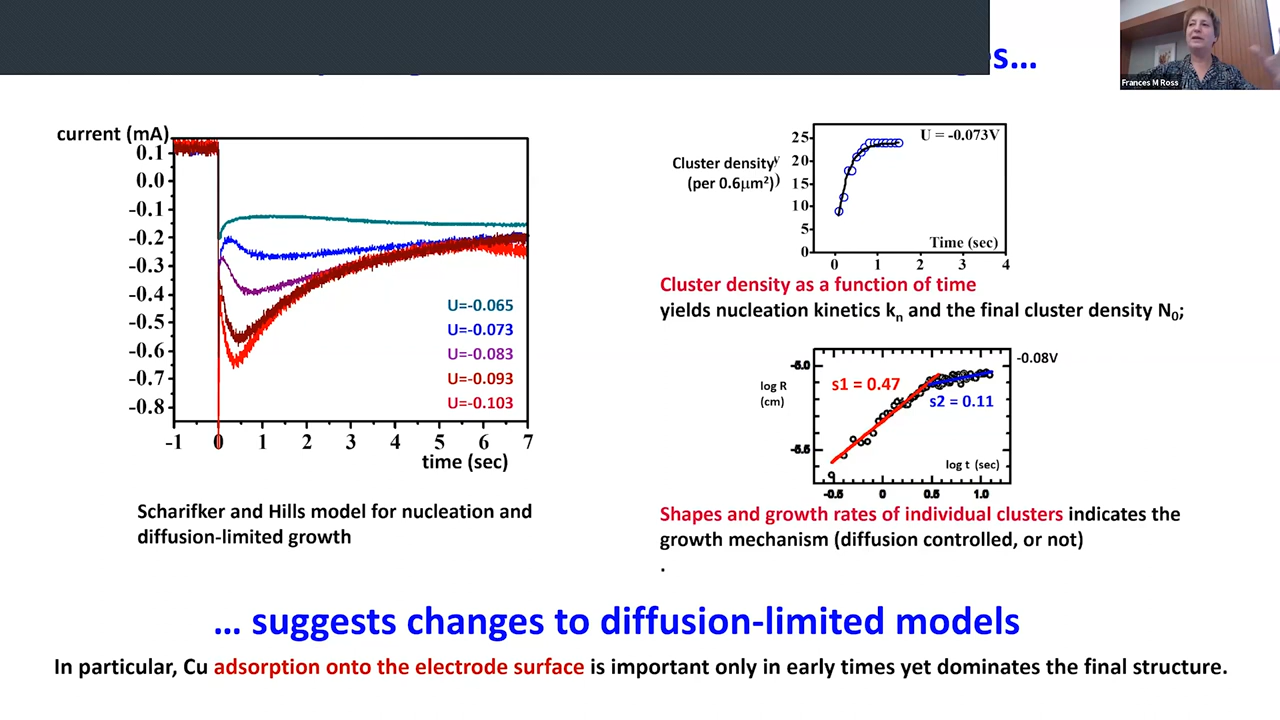 s…
Frances M Ross
current (mA)
0.1
0.0
-0.1
-0.2
-0.3
-0.4
-0.5
-0.6
-0.7
-0.8
U=-0.065
U=-0.073
U=-0.083
U=-0.093
U=-0.103
-1 0 1 2 3 4 5 6 7
time (sec)
Scharifker and Hills model for nucleation and
diffusion-limited growth
Cluster density
(per 0.6μm²)
25
20
15
10
5
0
U = -0.073V
Time (sec)
0 1 2 3 4
Cluster density as a function of time
yields nucleation kinetics kn and the final cluster density N0;
log R
(cm)
-5.0
-5.5
s1 = 0.47
s2 = 0.11
-0.08V
log t (sec)
-0.5 0 0.5 1.0
Shapes and growth rates of individual clusters indicates the
growth mechanism (diffusion controlled, or not)
.
… suggests changes to diffusion-limited models
In particular, Cu adsorption onto the electrode surface is important only in early times yet dominates the final structure.